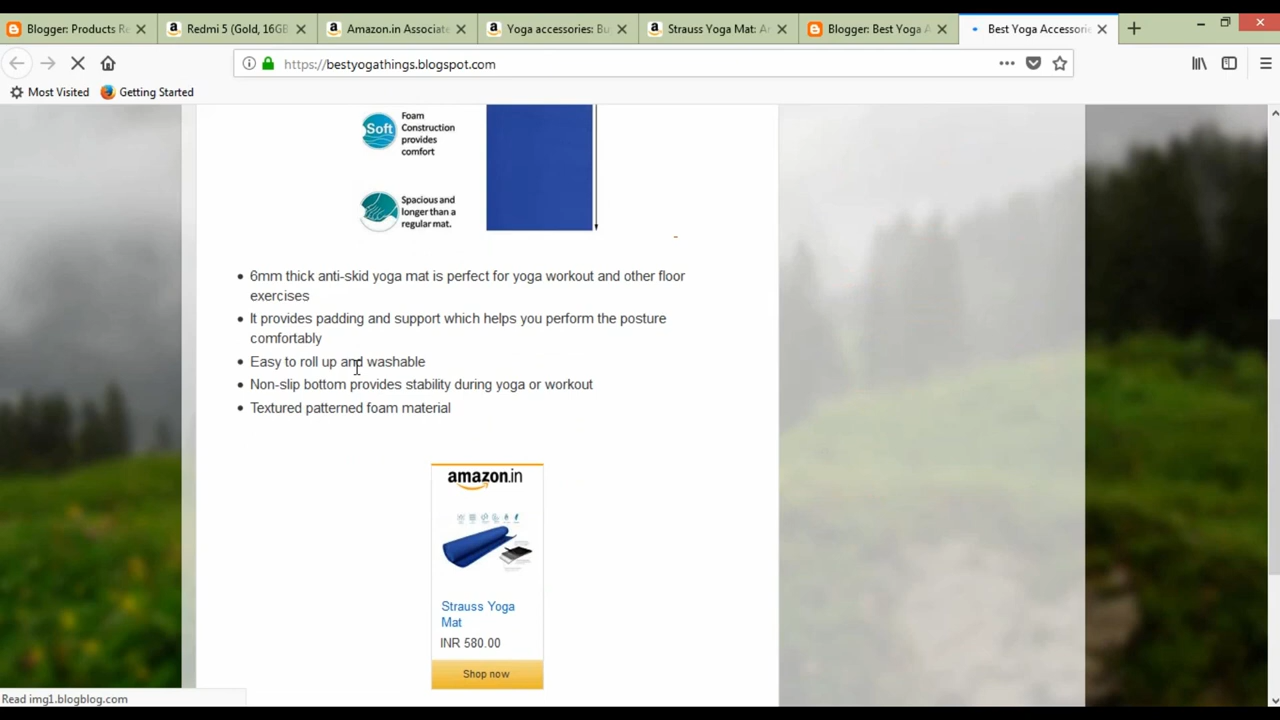 Blogger: Products Re
Redmi 5 (Gold, 16GB
Amazon.in Associate
Yoga accessories: Bu
Strauss Yoga Mat: A
Blogger: Best Yoga A
Best Yoga Accessorie
https://bestyogathings.blogspot.com
Most Visited
Getting Started
Soft
Foam
Construction
provides
comfort
Spacious and
longer than a
regular mat.
6mm thick anti-skid yoga mat is perfect for yoga workout and other floor
exercises
It provides padding and support which helps you perform the posture
comfortably
Easy to roll up and washable
Non-slip bottom provides stability during yoga or workout
Textured patterned foam material
amazon.in
Strauss Yoga
Mat
INR 580.00
Shop now
Read img1.blogblog.com